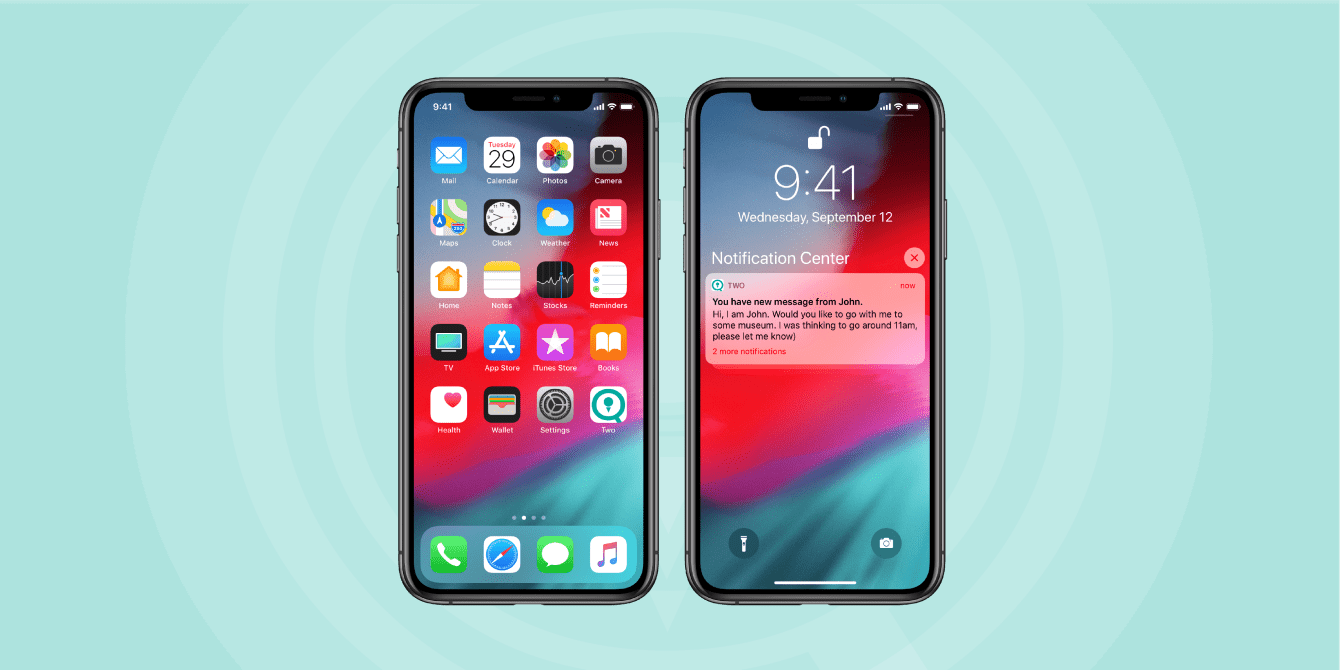 9:41
Tuesday
29
Mail Calendar Photos Camera
Maps Clock Weather News
Home Notes Stocks Reminders
TV App Store iTunes Store Books
Health Wallet Settings Two
9:41
Wednesday, September 12
Notification Center
TWO now
You have new message from John.
Hi, I am John. Would you like to go with me to
some museum. I was thinking to go around 11am,
please let me know)
2 more notifications